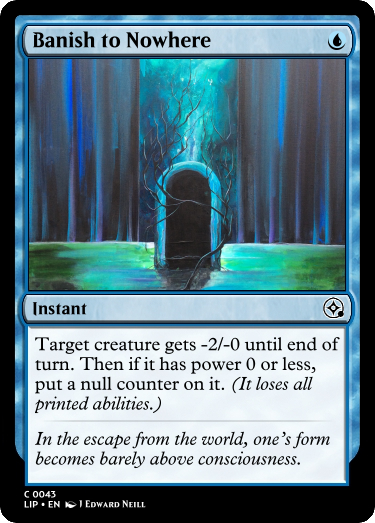 Banish to Nowhere
Instant
Target creature gets -2/-0 until end of
turn. Then if it has power 0 or less,
put a null counter on it. (It loses all
printed abilities.)
In the escape from the world, one's form
becomes barely above consciousness.
C 0043
LIP • EN J Edward Neill